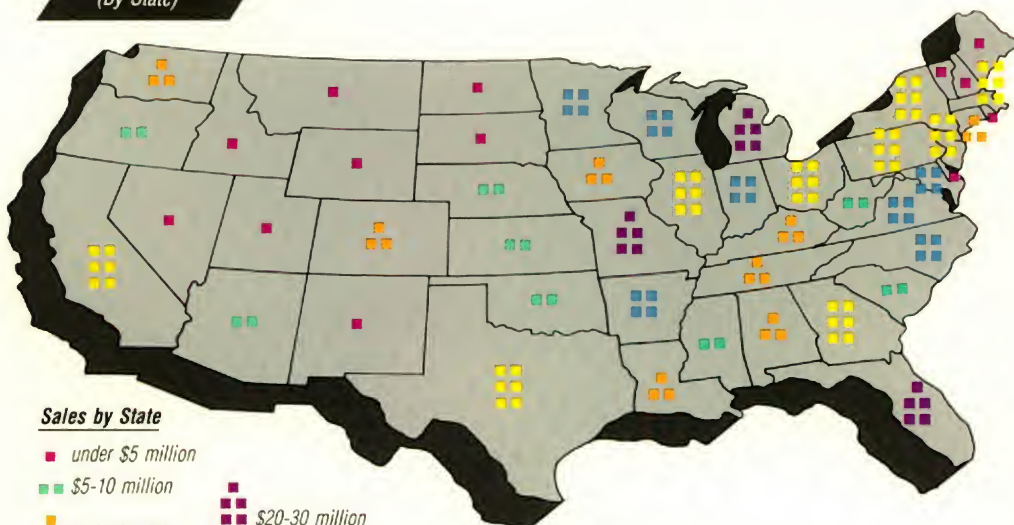 (by State)
Sales by State
under $5 million
$5-10 million
$20-30 million